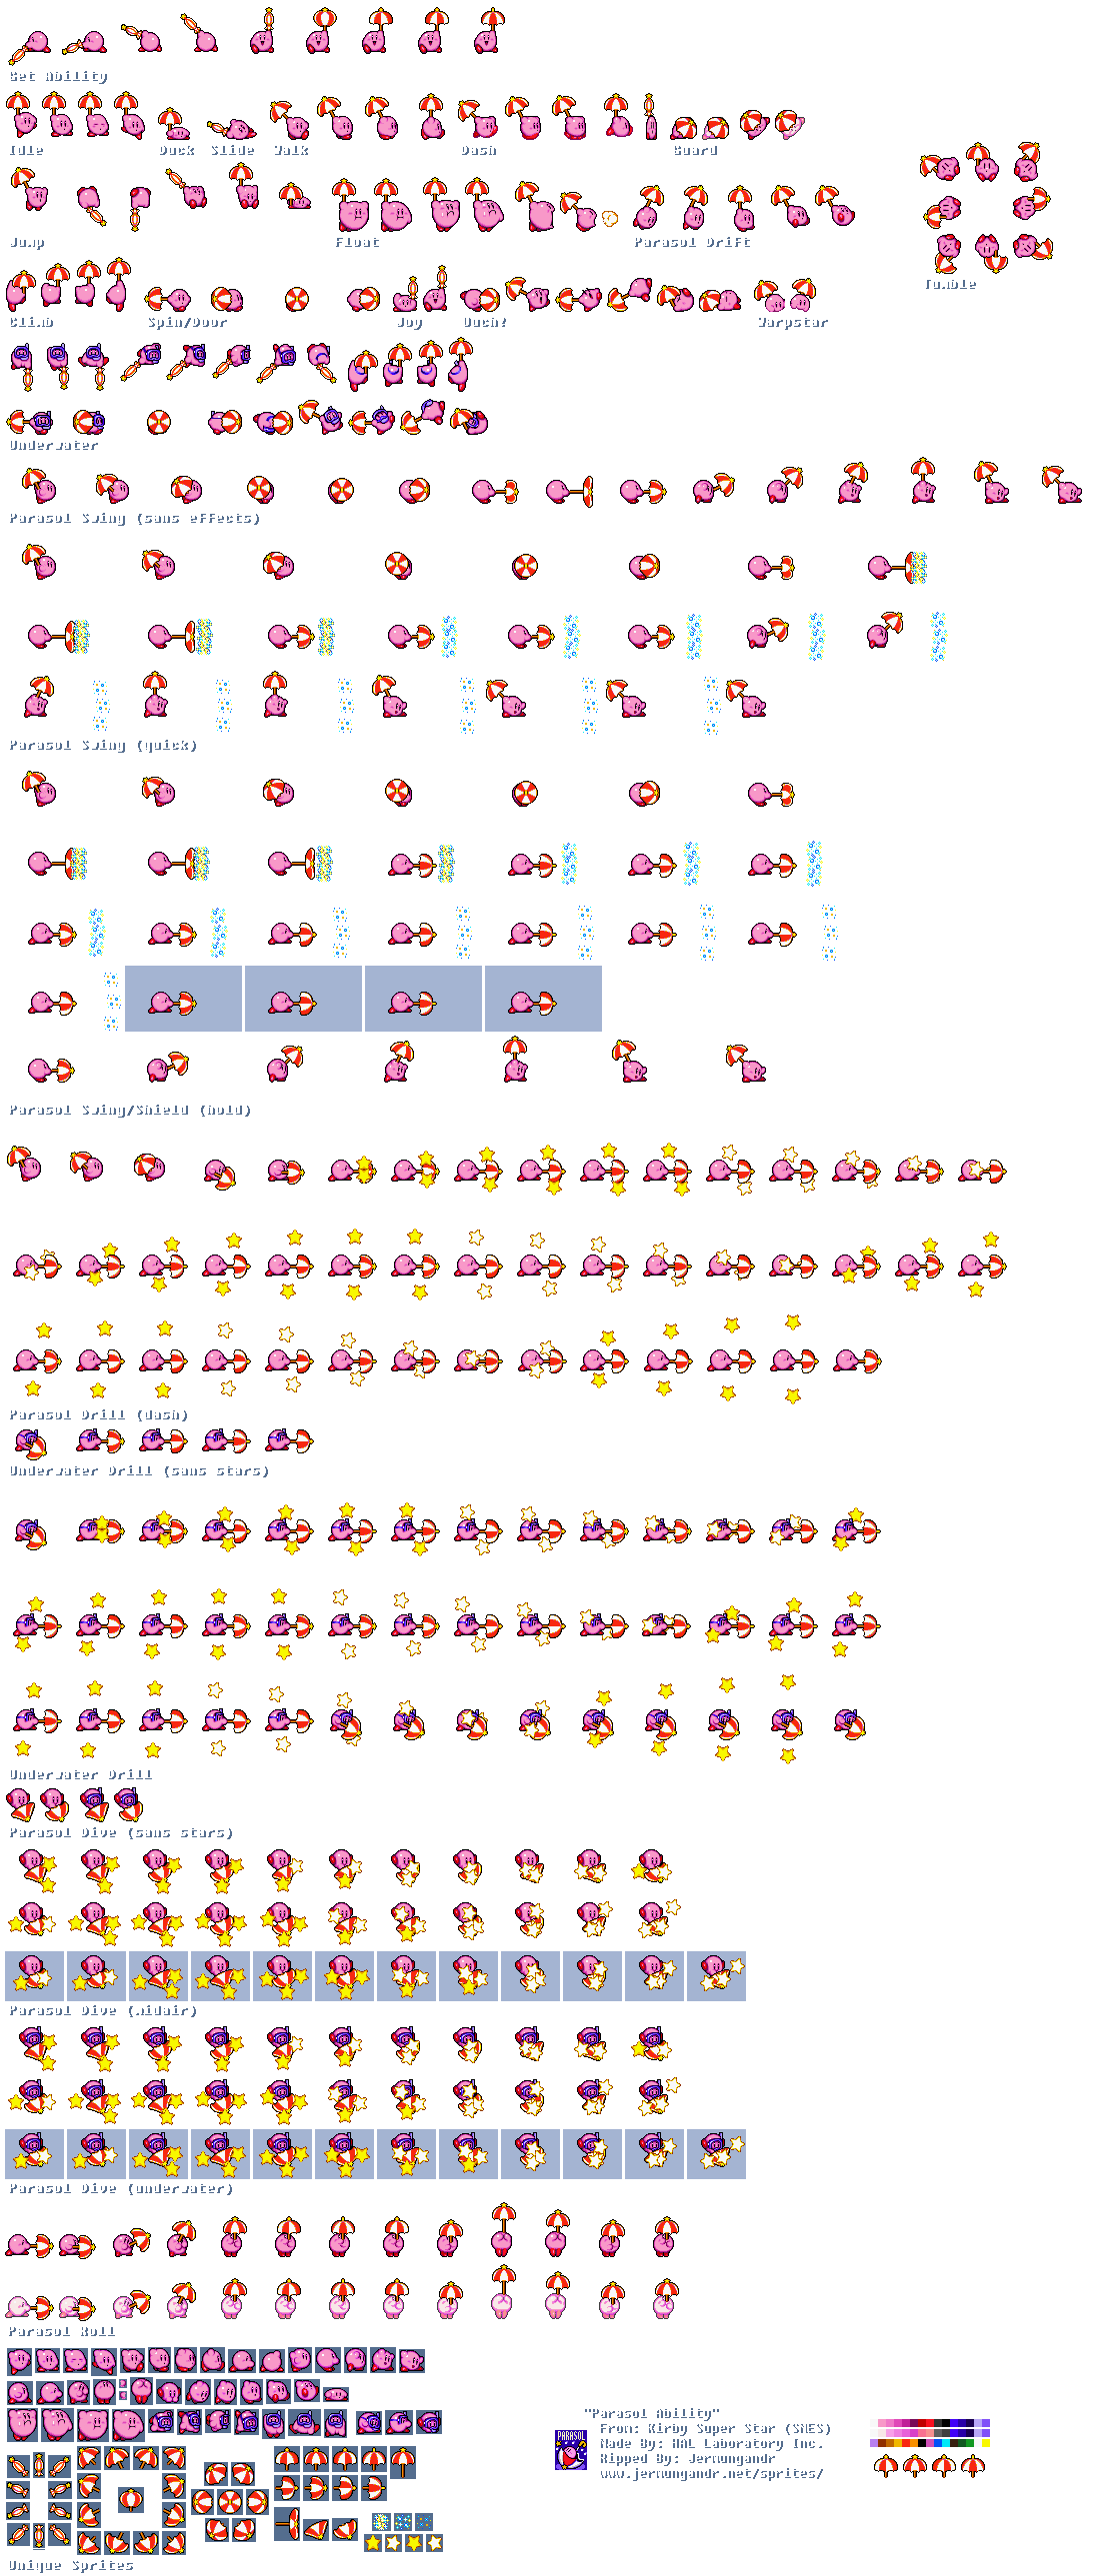 Get Ability
Idle
Duck
Slide
Walk
Dash
Guard
Jump
Float
Parasol Drift
Tumble
Climb
Spin/Door
Joy
Ouch!
Warpstar
Underwater
Parasol Swing (sans effects)
Parasol Swing (quick)
Parasol Swing/Shield (hold)
Parasol Drill (dash)
Underwater Drill (sans stars)
Underwater Drill
Parasol Dive (sans stars)
Parasol Dive (midair)
Parasol Dive (underwater)
Parasol Roll
"Parasol Ability"
From: Kirby Super Star (SNES)
Made By: HAL Laboratory Inc.
Ripped By: Jermungandr
www.jermungandr.net/sprites/
PARASOL
Unique Sprites